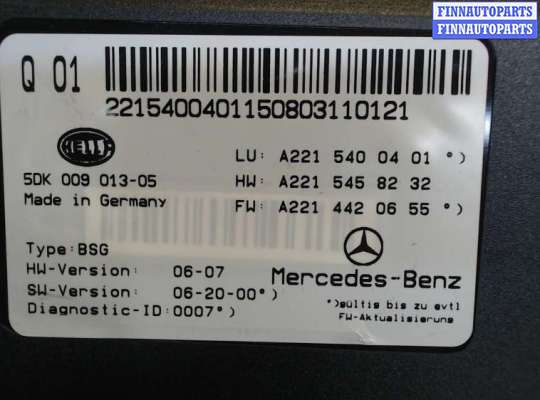 FINNAUTOPARTS
FINNAUTOPARTS
Q 01
2215400401150803110121
HELLA
5DK 009 013-05
Made in Germany
LU: A221 540 04 01 °)
HW: A221 545 82 32
FW: A221 442 06 55 °)
Type:BSG
HW-Version: 06-07
SW-Version: 06-20-00°)
Diagnostic-ID:0007°)
Mercedes-Benz
°)gültig bis zu evtl
FW-Aktualisierung